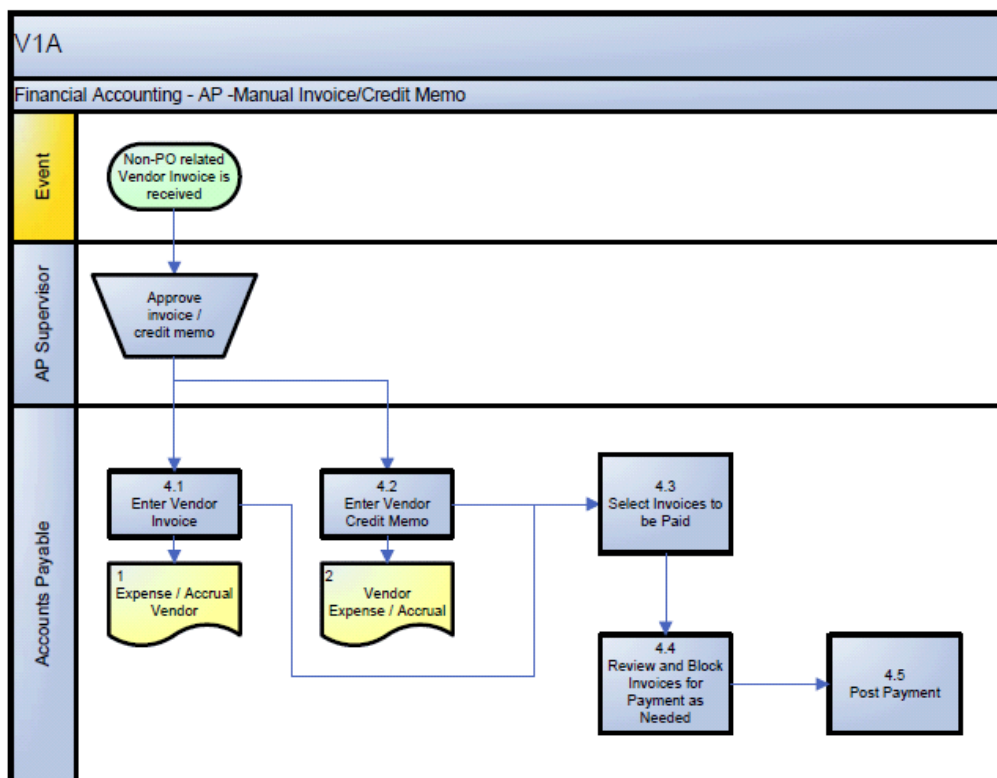 V1A
Financial Accounting - AP -Manual Invoice/Credit Memo
Event
Non-PO related
Vendor Invoice is
received
AP Supervisor
Approve
invoice /
credit memo
Accounts Payable
4.1
Enter Vendor
Invoice
4.2
Enter Vendor
Credit Memo
4.3
Select Invoices to
be Paid
1
Expense / Accrual
Vendor
2
Vendor
Expense / Accrual
4.4
Review and Block
Invoices for
Payment as
Needed
4.5
Post Payment